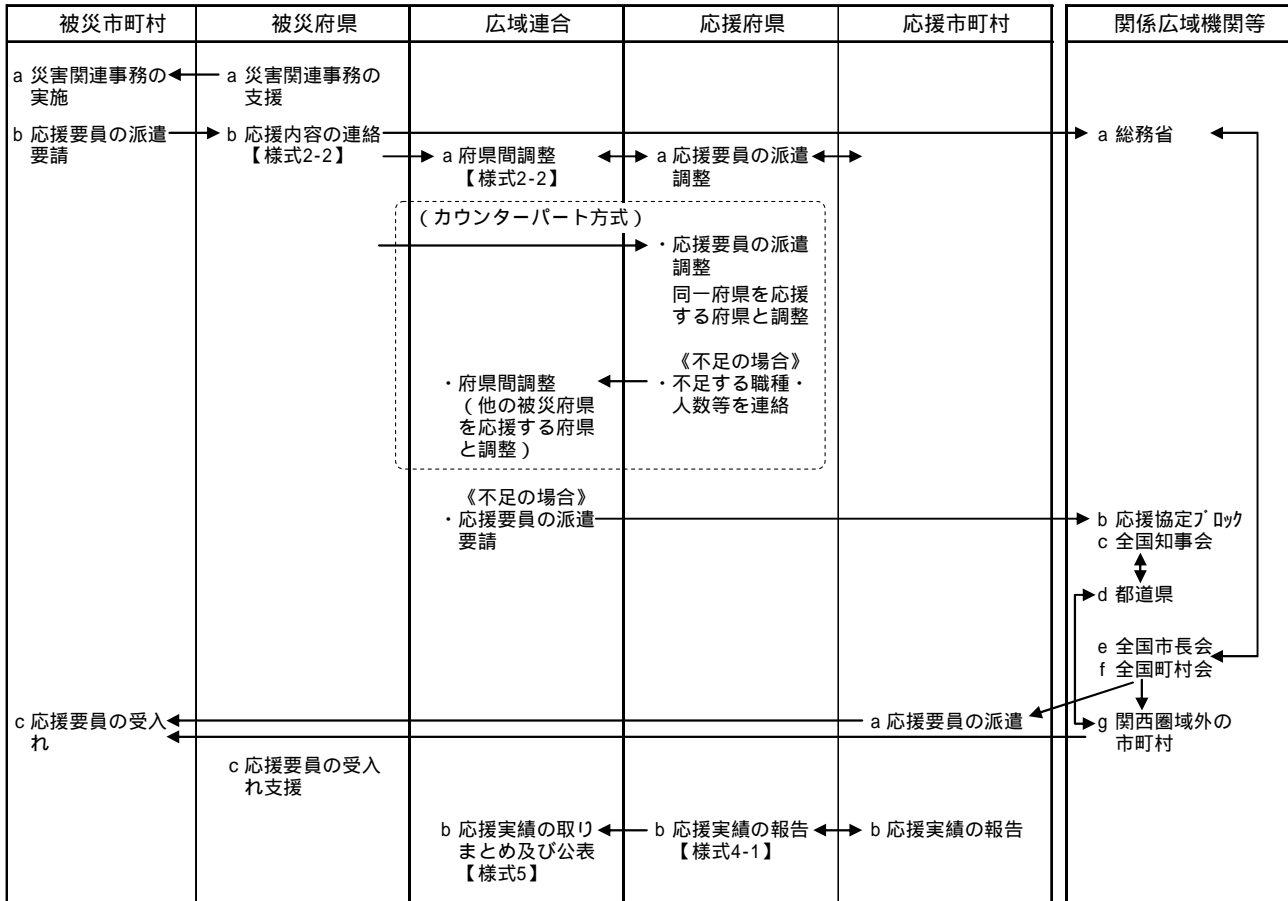 被災市町村
被災府県
広域連合
応援府県
応援市町村
関係広域機関等
a 災害関連事務の
実施
a 災害関連事務の
支援
b 応援要員の派遣
要請
b 応援内容の連絡
【様式2-2】
a 総務省
a 府県間調整
【様式2-2】
a 応援要員の派遣
調整
（カウンターパート方式）
・応援要員の派遣
調整
同一府県を応援
する府県と調整
《不足の場合》
・不足する職種・
人数等を連絡
・府県間調整
（他の被災府県
を応援する府県
と調整）
《不足の場合》
・応援要員の派遣
要請
b 応援協定ﾌﾞﾛｯｸ
c 全国知事会
d 都道県
e 全国市長会
f 全国町村会
c 応援要員の受入
れ
a 応援要員の派遣
g 関西圏域外の
市町村
c 応援要員の受入
れ支援
b 応援実績の取り
まとめ及び公表
【様式5】
b 応援実績の報告
【様式4-1】
b 応援実績の報告